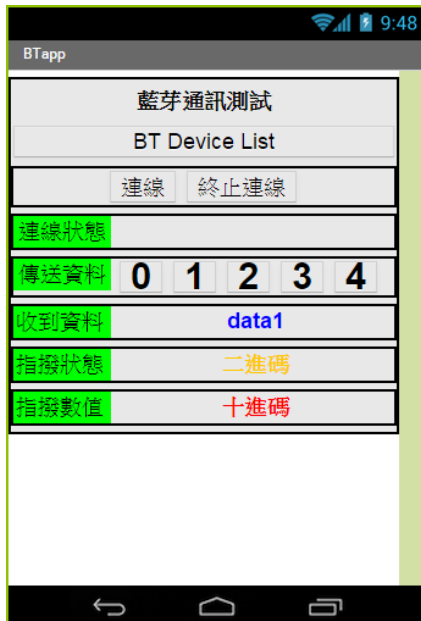 9:48
BTapp
藍芽通訊測試
BT Device List
連線 終止連線
連線狀態
傳送資料 0 1 2 3 4
收到資料 data1
指撥狀態 二進碼
指撥數值 十進碼